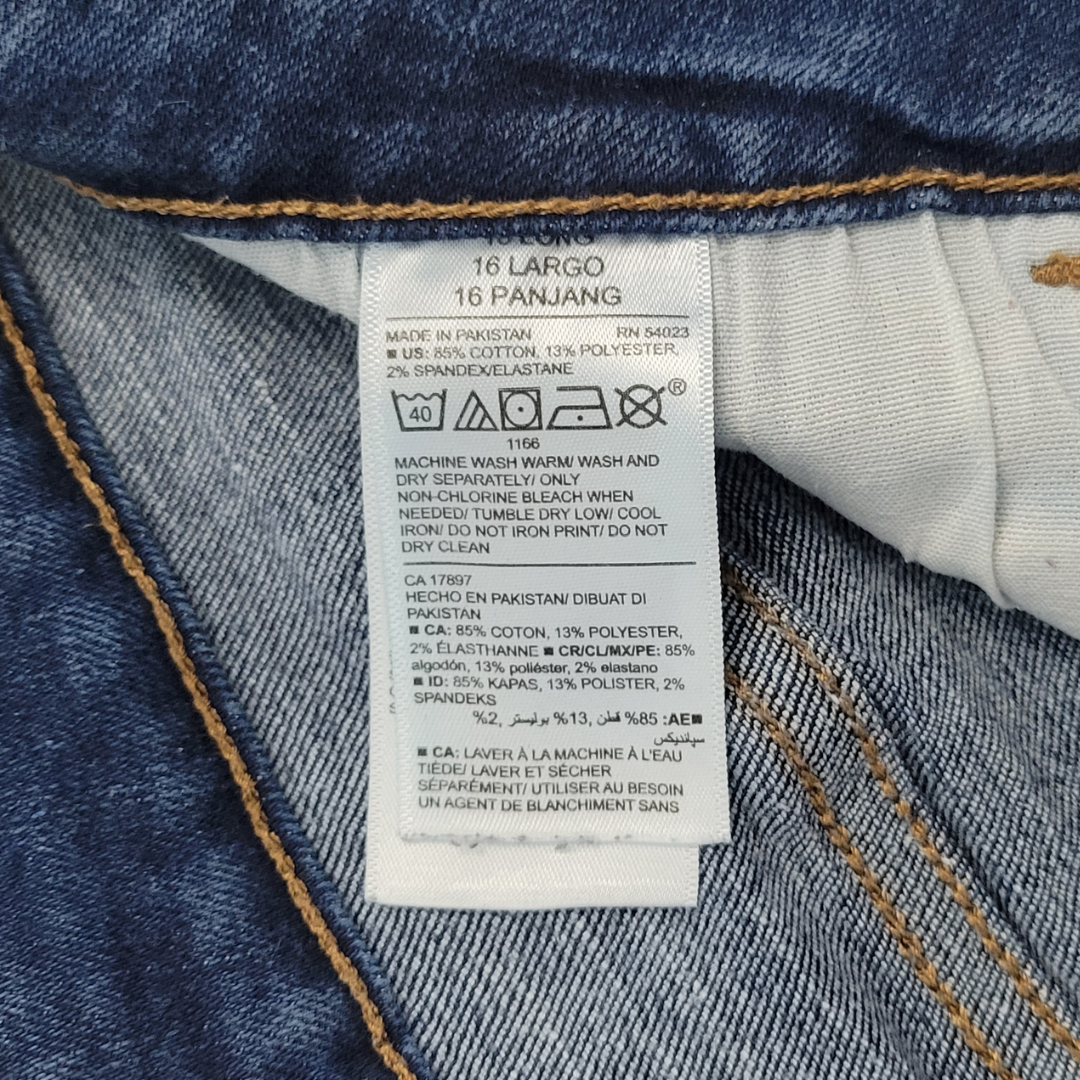 16 LONG
16 LARGO
16 PANJANG
MADE IN PAKISTAN RN 54023
■ US: 85% COTTON, 13% POLYESTER,
2% SPANDEX/ELASTANE
40
®
1166
MACHINE WASH WARM/ WASH AND
DRY SEPARATELY/ ONLY
NON-CHLORINE BLEACH WHEN
NEEDED/ TUMBLE DRY LOW/ COOL
IRON/ DO NOT IRON PRINT/ DO NOT
DRY CLEAN
CA 17897
HECHO EN PAKISTAN/ DIBUAT DI
PAKISTAN
■ CA: 85% COTON, 13% POLYESTER,
2% ÉLASTHANNE ■ CR/CL/MX/PE: 85%
algodón, 13% poliéster, 2% elastano
■ ID: 85% KAPAS, 13% POLISTER, 2%
SPANDEKS
■AE: 85% قطن, 13% بوليستر, 2%
سپانديكس
■ CA: LAVER À LA MACHINE À L'EAU
TIÈDE/ LAVER ET SÉCHER
SÉPARÉMENT/ UTILISER AU BESOIN
UN AGENT DE BLANCHIMENT SANS